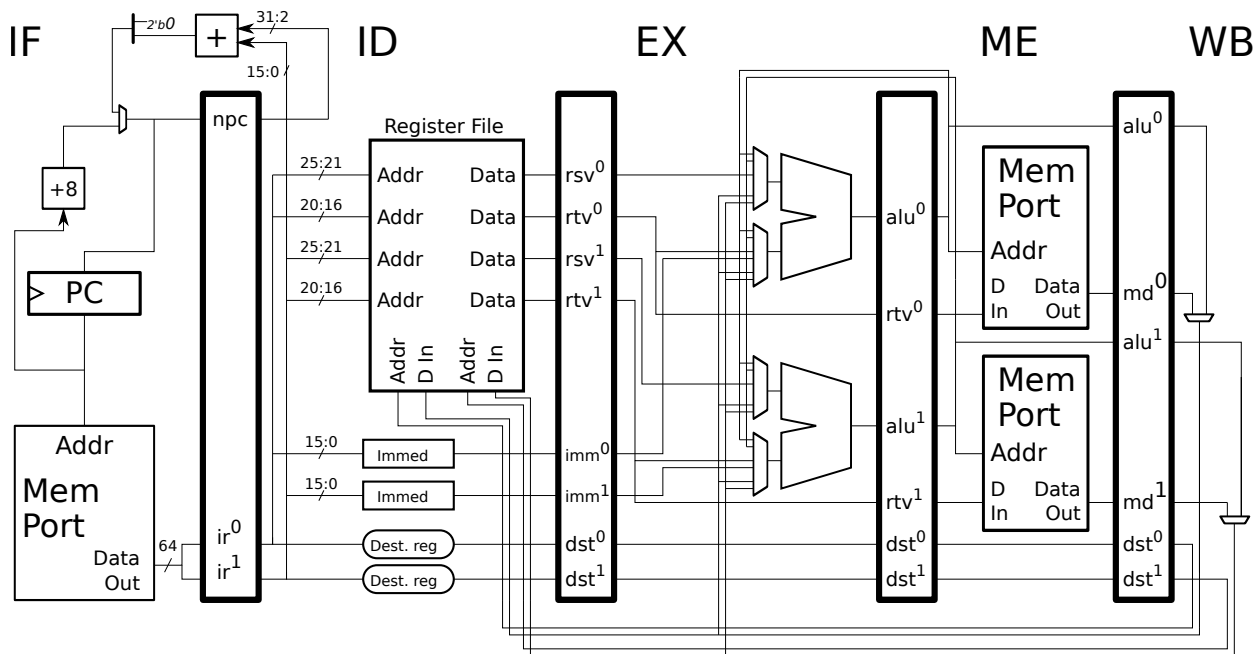 IF
2'b0
+
31:2
15:0
ID
EX
ME
WB
npc
+8
PC
Addr
Mem
Port
Data
Out
64
ir0
ir1
Register File
25:21
Addr
Data
20:16
Addr
Data
25:21
Addr
Data
20:16
Addr
Data
Addr
D In
Addr
D In
15:0
Immed
15:0
Immed
Dest. reg
Dest. reg
rsv0
rtv0
rsv1
rtv1
imm0
imm1
dst0
dst1
alu0
rtv0
alu1
rtv1
dst0
dst1
Mem
Port
Addr
D
In
Data
Out
Mem
Port
Addr
D
In
Data
Out
alu0
md0
alu1
md1
dst0
dst1